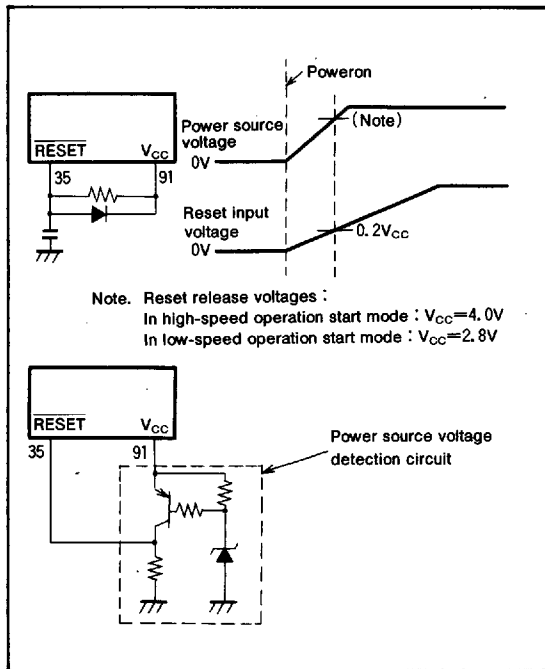 Poweron
Power source
voltage
(Note)
0V
RESET VCC
35 91
Reset input
voltage
0V
0.2VCC
Note. Reset release voltages :
In high-speed operation start mode : VCC=4.0V
In low-speed operation start mode : VCC=2.8V
RESET VCC
35 91
Power source voltage
detection circuit